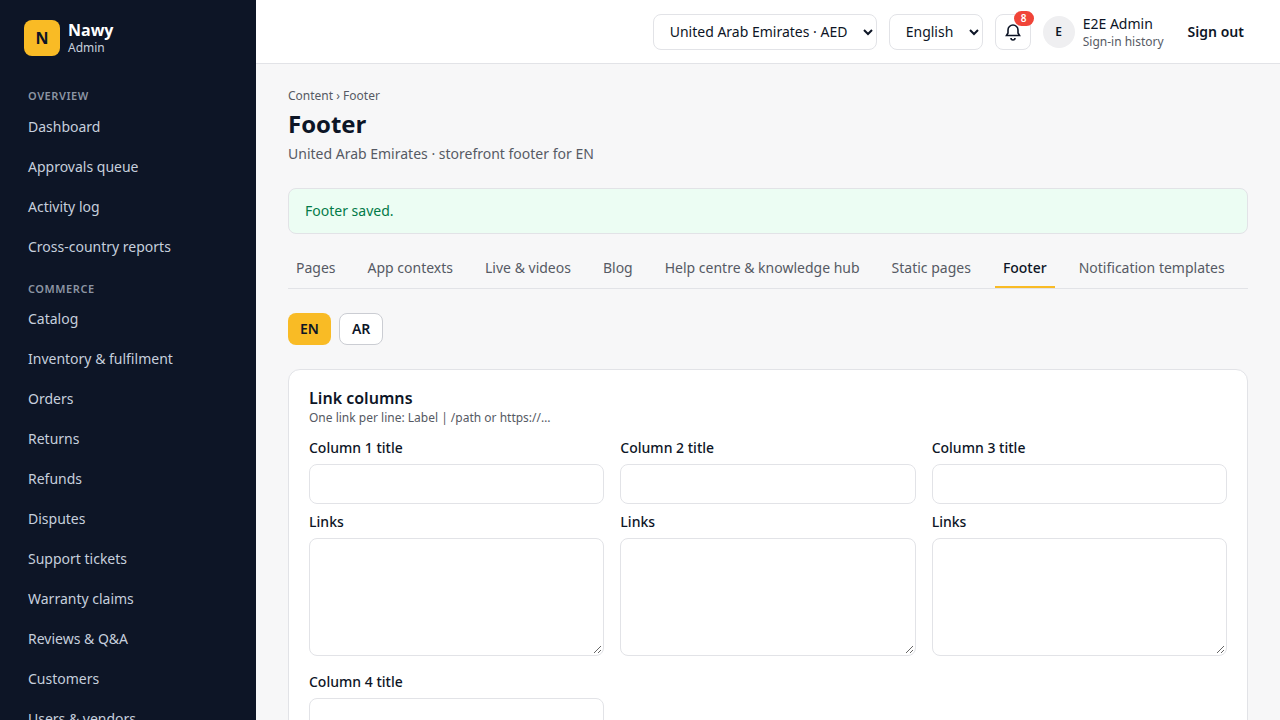 N
Nawy
Admin
OVERVIEW
Dashboard
Approvals queue
Activity log
Cross-country reports
COMMERCE
Catalog
Inventory & fulfilment
Orders
Returns
Refunds
Disputes
Support tickets
Warranty claims
Reviews & Q&A
Customers
Users & vendors
United Arab Emirates · AED
English
8
E
E2E Admin
Sign-in history
Sign out
Content › Footer
Footer
United Arab Emirates · storefront footer for EN
Footer saved.
Pages App contexts Live & videos Blog Help centre & knowledge hub Static pages Footer Notification templates
EN AR
Link columns
One link per line: Label | /path or https://...
Column 1 title Column 2 title Column 3 title
Links Links Links
Column 4 title